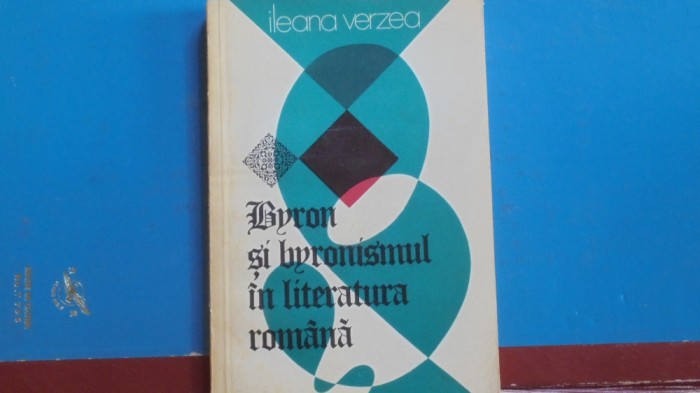 ileana verzea
Byron
și byronismul
în literatura
română